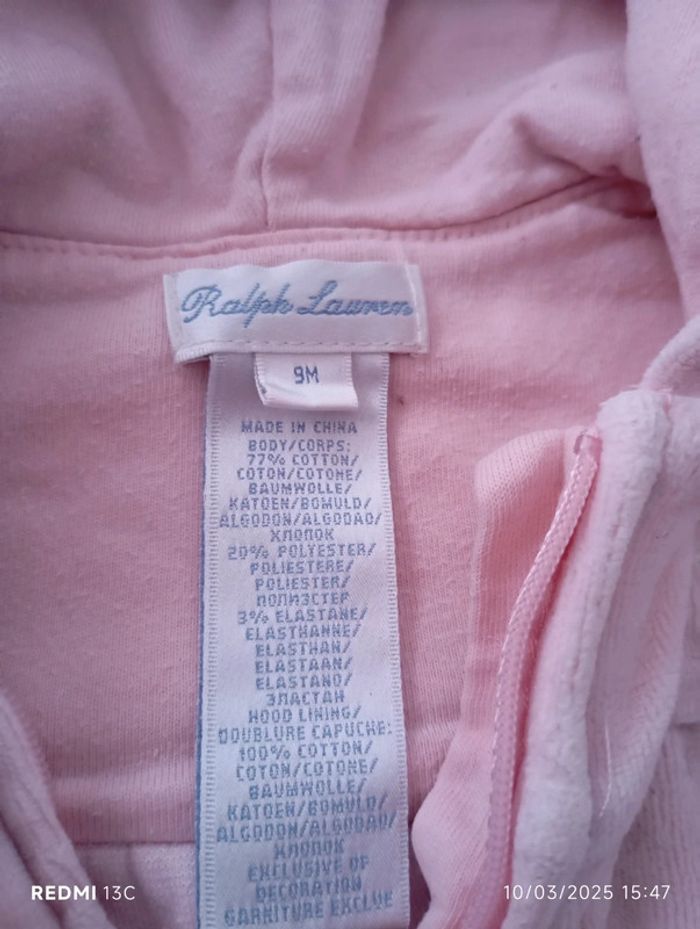 Ralph Lauren
9M
MADE IN CHINA
BODY/CORPS:
77% COTTON/
COTON/COTONE/
BAUMWOLLE/
KATOEN/BOMULD/
ALGODON/ALGODAO/
ХЛОПОК
20% POLYESTER/
POLIESTERE/
POLIESTER/
ПОЛИЭСТЕР
3% ELASTANE/
ELASTHANNE/
ELASTHAN/
ELASTAAN/
ELASTANO/
ЭЛАСТАН
HOOD LINING/
DOUBLURE CAPUCHE:
100% COTTON/
COTON/COTONE/
BAUMWOLLE/
KATOEN/BOMULD/
ALGODON/ALGODAO/
ХЛОПОК
EXCLUSIVE OF
DECORATION
GARNITURE EXCLUE
REDMI 13C
10/03/2025 15:47